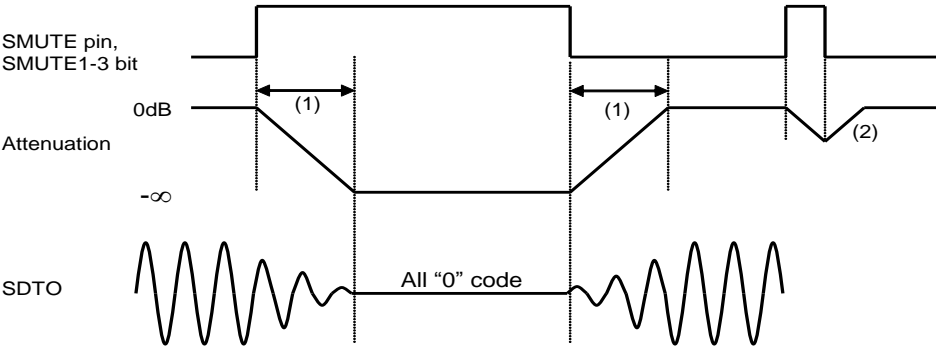 SMUTE pin,
SMUTE1-3 bit
(1)
(1)
0dB
(2)
Attenuation
-∞
SDTO
All “0” code